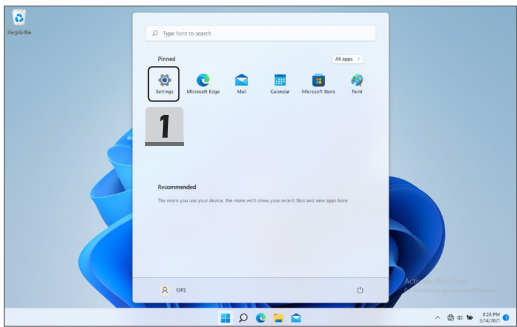 Recycle Bin
Type here to search
Pinned
All apps >
Settings
Microsoft Edge
Mail
Calendar
Microsoft Store
Paint
1
Recommended
The more you use your device, the more we'll show your recent files and new apps here.
Activate Windows
8:28 PM
5/14/2021